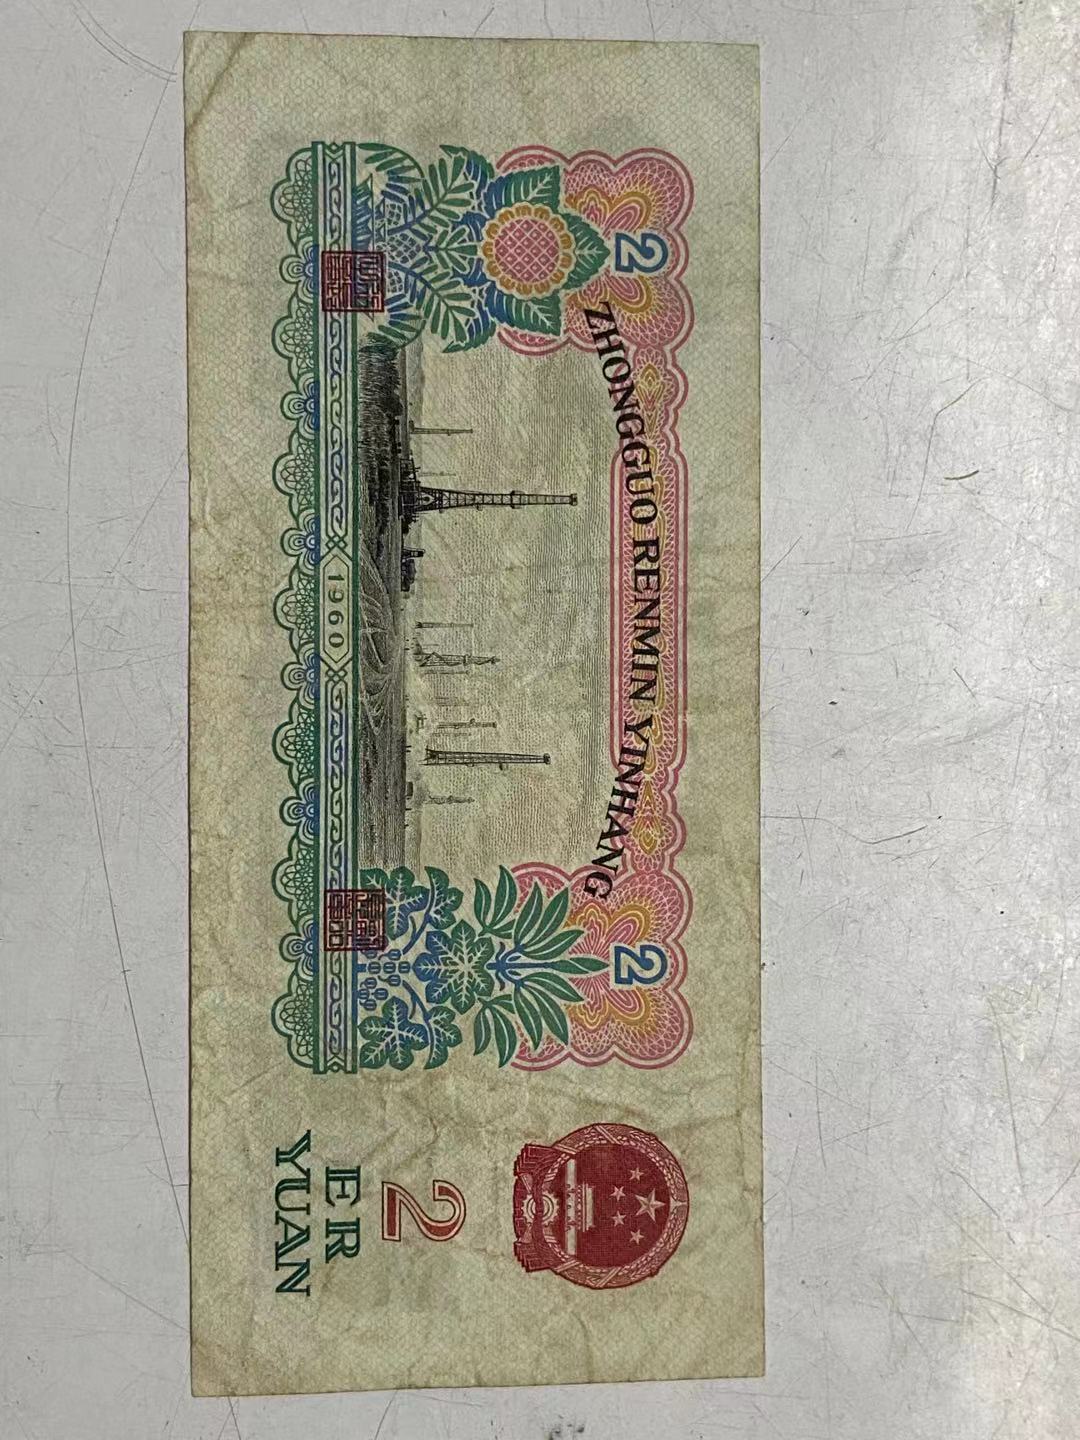 2
ZHONGGUO RENMIN YINHANG
2
1960
2
ER
YUAN